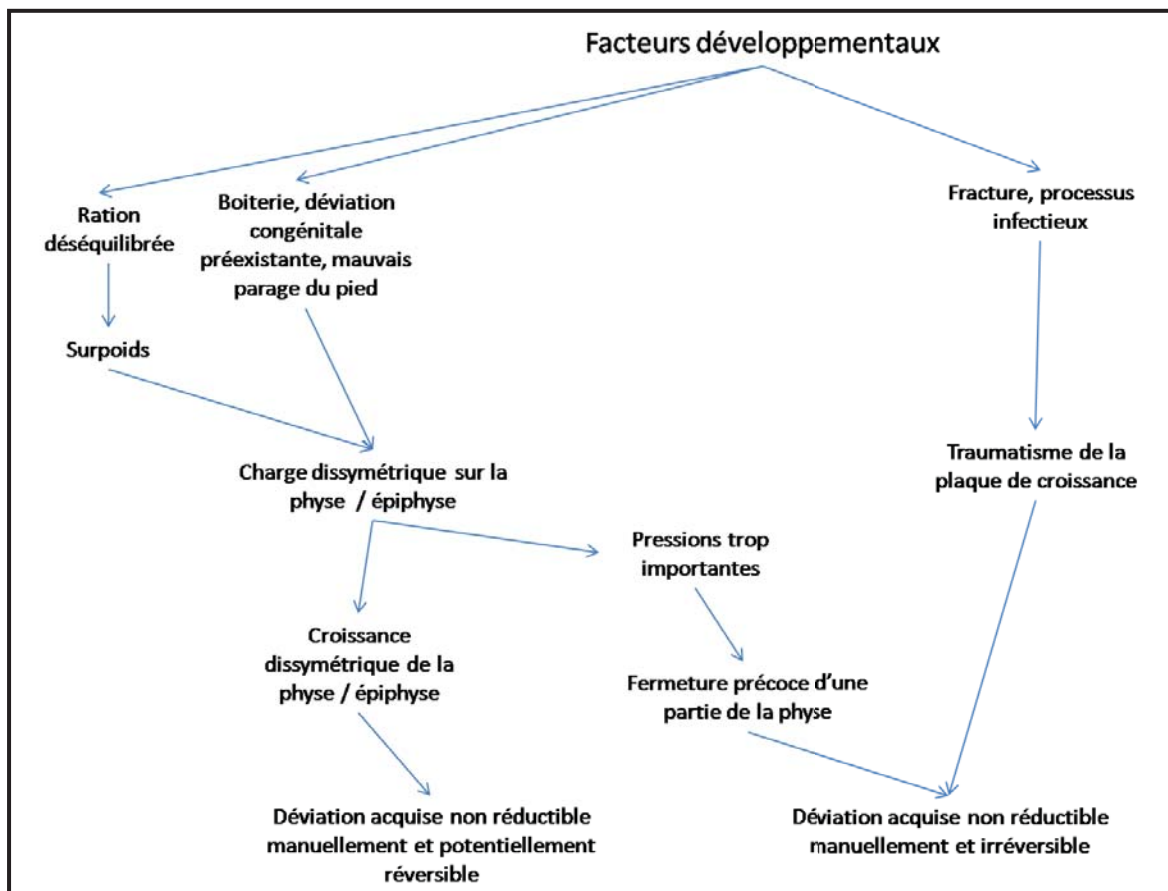 Facteurs développementaux
Ration
déséquilibrée
Boiterie, déviation
congénitale
préexistante, mauvais
parage du pied
Fracture, processus
infectieux
Surpoids
Charge dissymétrique sur la
physe / épiphyse
Traumatisme de la
plaque de croissance
Pressions trop
importantes
Croissance
dissymétrique de la
physe / épiphyse
Fermeture précoce d'une
partie de la physe
Déviation acquise non réductible
manuellement et potentiellement
réversible
Déviation acquise non réductible
manuellement et irréversible